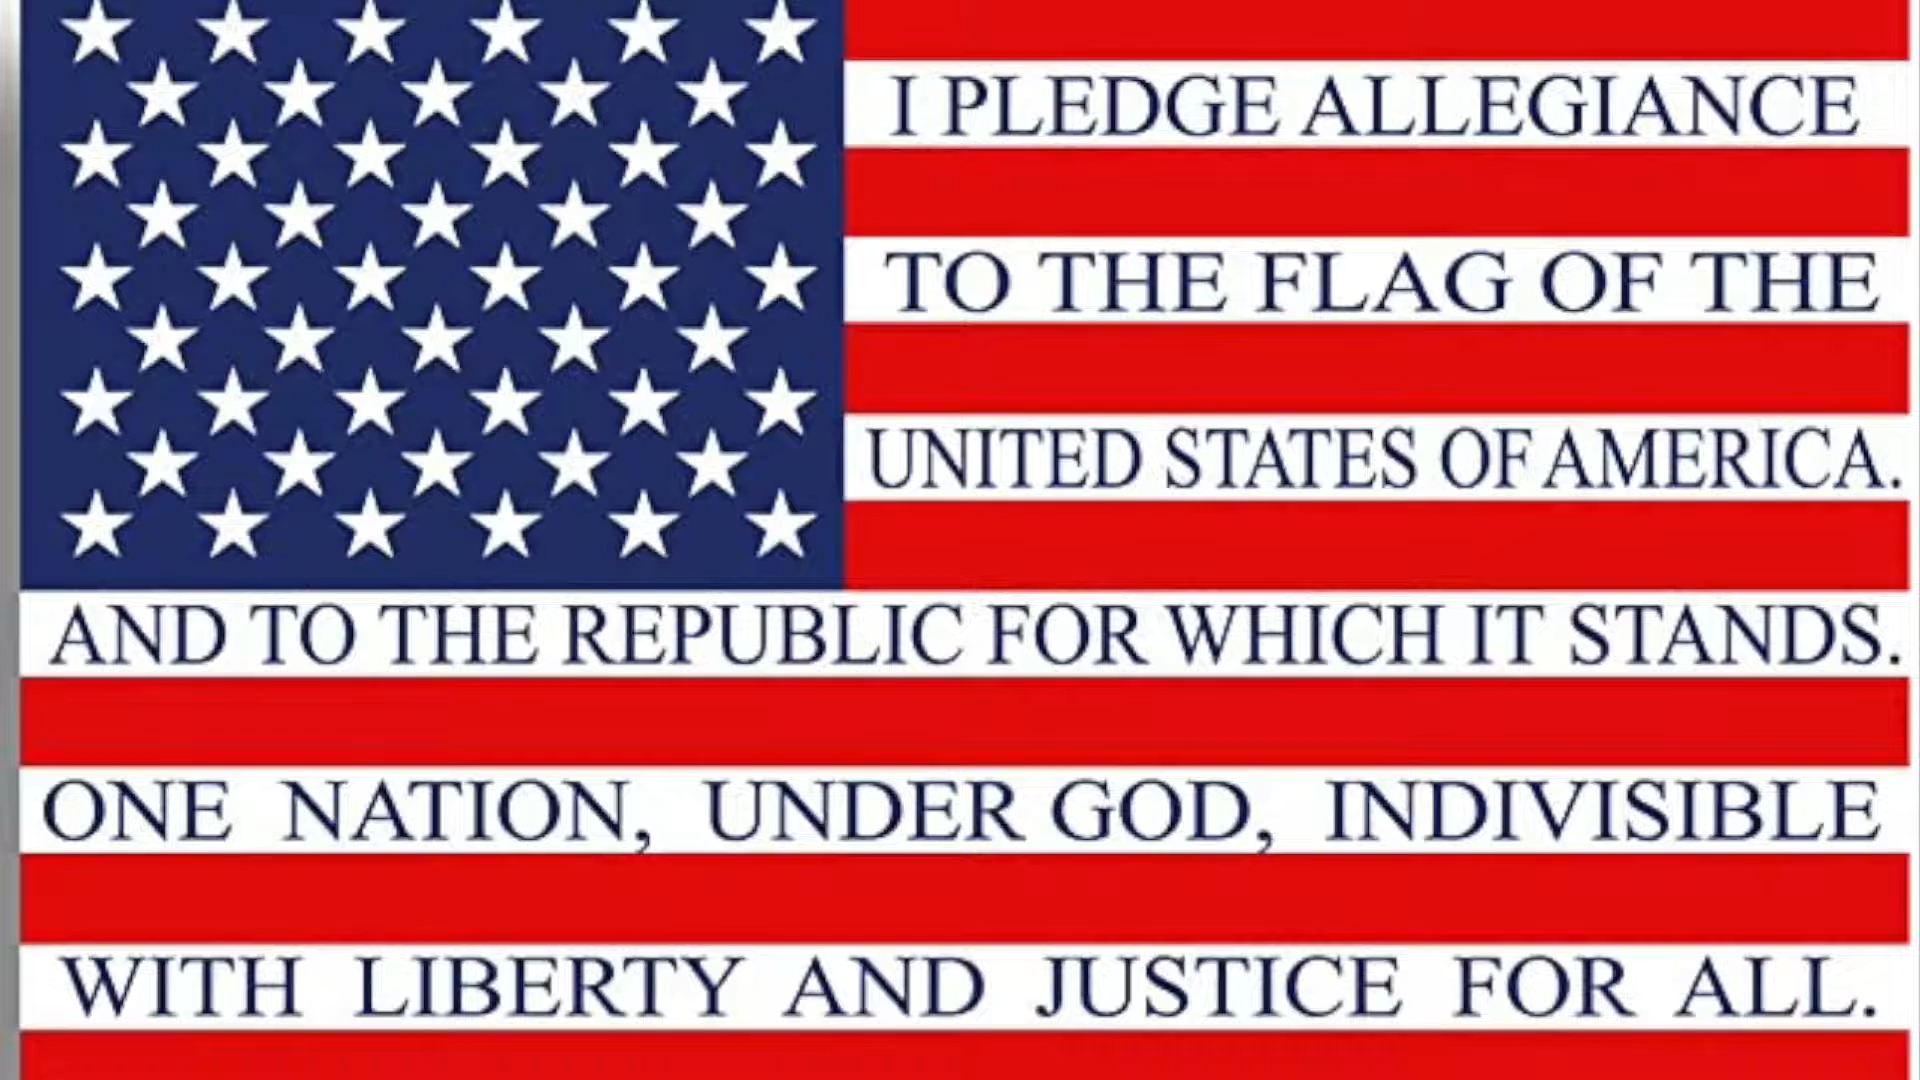 I PLEDGE ALLEGIANCE
TO THE FLAG OF THE
UNITED STATES OF AMERICA.
AND TO THE REPUBLIC FOR WHICH IT STANDS.
ONE NATION, UNDER GOD, INDIVISIBLE
WITH LIBERTY AND JUSTICE FOR ALL.